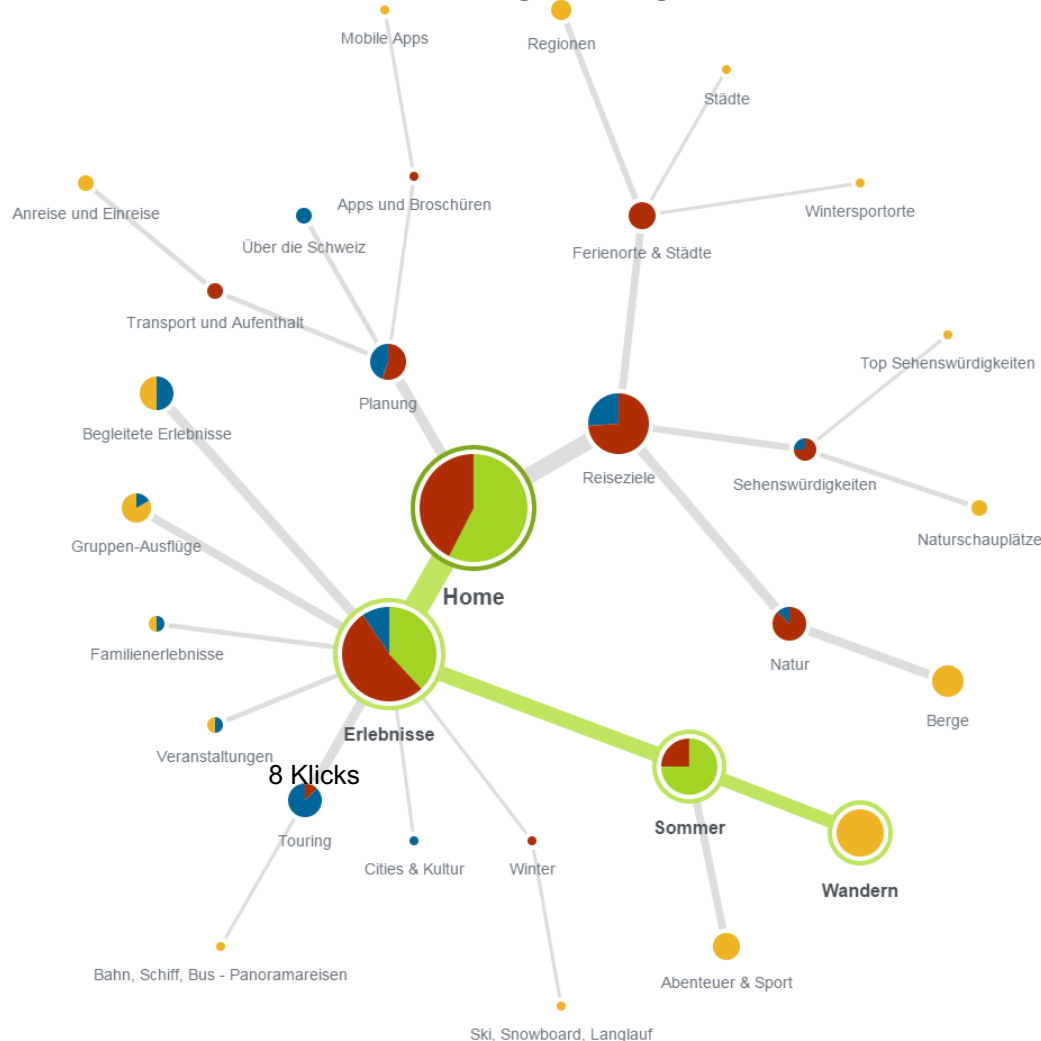 Mobile Apps
Regionen
Städte
Anreise und Einreise
Apps und Broschüren
Wintersportorte
Über die Schweiz
Ferienorte & Städte
Transport und Aufenthalt
Top Sehenswürdigkeiten
Planung
Begleitete Erlebnisse
Reiseziele
Sehenswürdigkeiten
Gruppen-Ausflüge
Naturschauplätze
Home
Familienerlebnisse
Natur
Berge
Erlebnisse
Veranstaltungen
8 Klicks
Sommer
Touring
Cities & Kultur
Winter
Wandern
Bahn, Schiff, Bus - Panoramareisen
Abenteuer & Sport
Ski, Snowboard, Langlauf